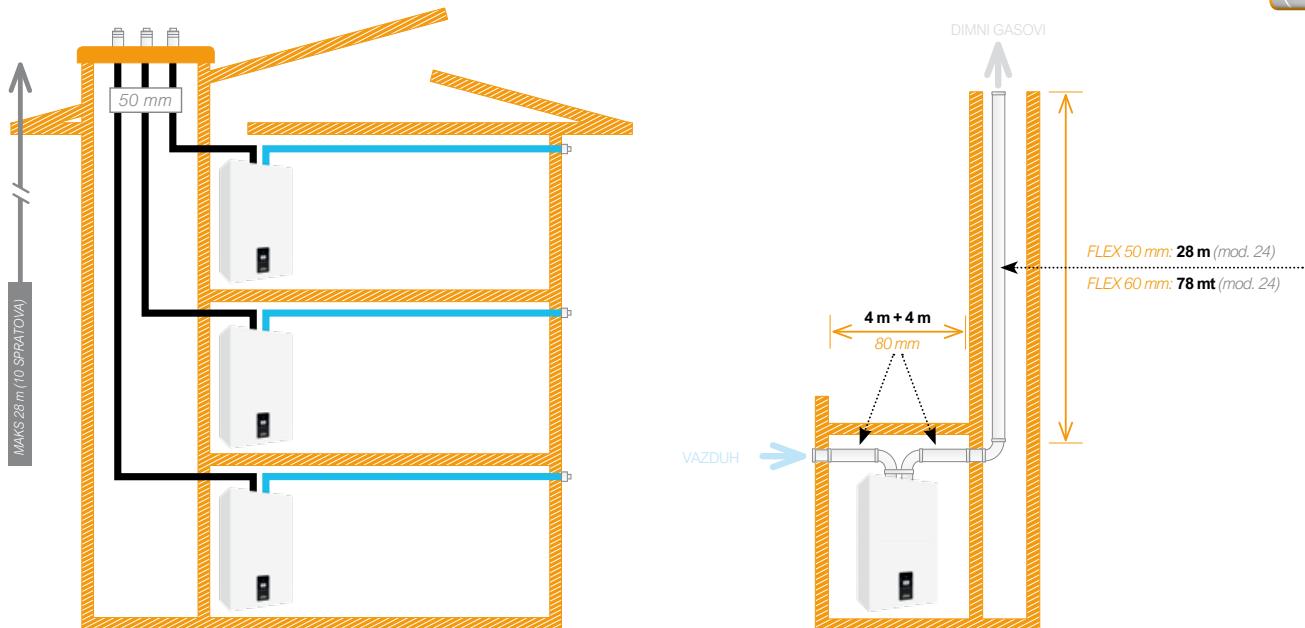 50 mm
MAKS 28 m (10 SPRATOVA)
DIMNI GASOVI
FLEX 50 mm: 28 m (mod. 24)
FLEX 60 mm: 78 mt (mod. 24)
4 m + 4 m
80 mm
VAZDUH